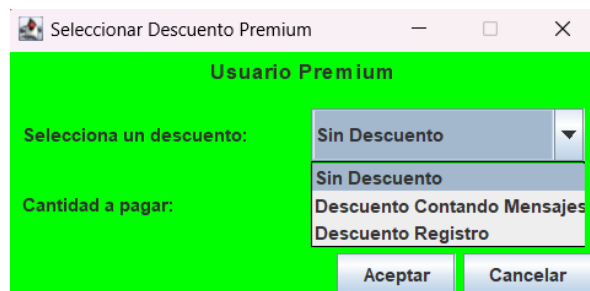 Seleccionar Descuento Premium
Usuario Premium
Selecciona un descuento:
Sin Descuento
Sin Descuento
Descuento Contando Mensajes
Descuento Registro
Cantidad a pagar:
Aceptar
Cancelar